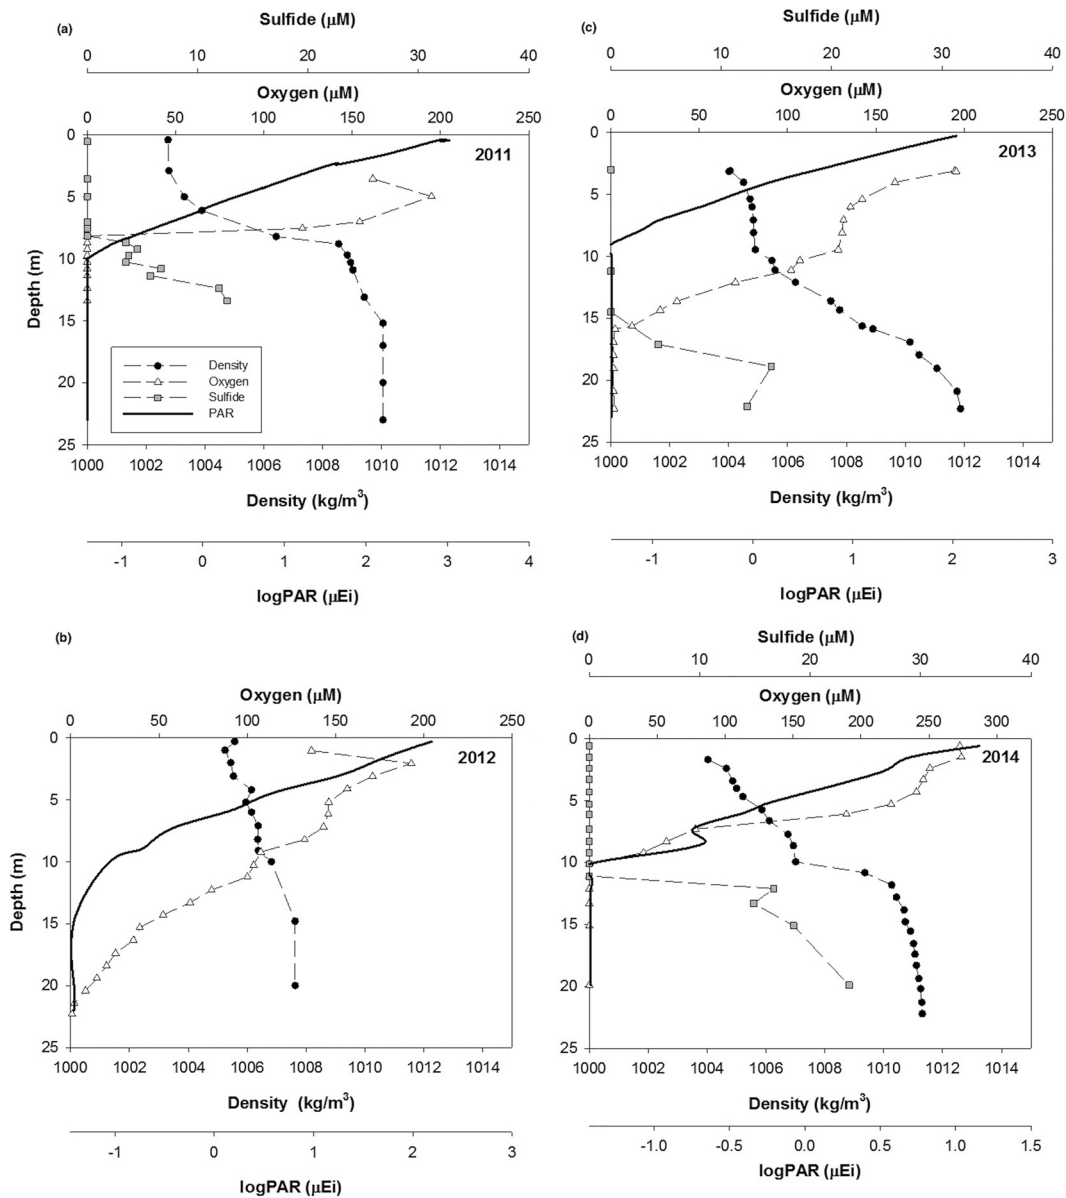 (a)
Sulfide (μM)
0 10 20 30 40
Oxygen (μM)
0 50 100 150 200 250
2011
0
5
10
15
20
25
Depth (m)
Density
Oxygen
Sulfide
PAR
1000 1002 1004 1006 1008 1010 1012 1014
Density (kg/m³)
-1 0 1 2 3 4
logPAR (μEi)
(c)
Sulfide (μM)
0 10 20 30 40
Oxygen (μM)
0 50 100 150 200 250
2013
0
5
10
15
20
25
1000 1002 1004 1006 1008 1010 1012 1014
Density (kg/m³)
-1 0 1 2 3
logPAR (μEi)
(b)
Oxygen (μM)
0 50 100 150 200 250
2012
0
5
10
15
20
25
Depth (m)
1000 1002 1004 1006 1008 1010 1012 1014
Density (kg/m³)
-1 0 1 2 3
logPAR (μEi)
(d)
Sulfide (μM)
0 10 20 30 40
Oxygen (μM)
0 50 100 150 200 250 300
2014
0
5
10
15
20
25
1000 1002 1004 1006 1008 1010 1012 1014
Density (kg/m³)
-1.0 -0.5 0.0 0.5 1.0 1.5
logPAR (μEi)